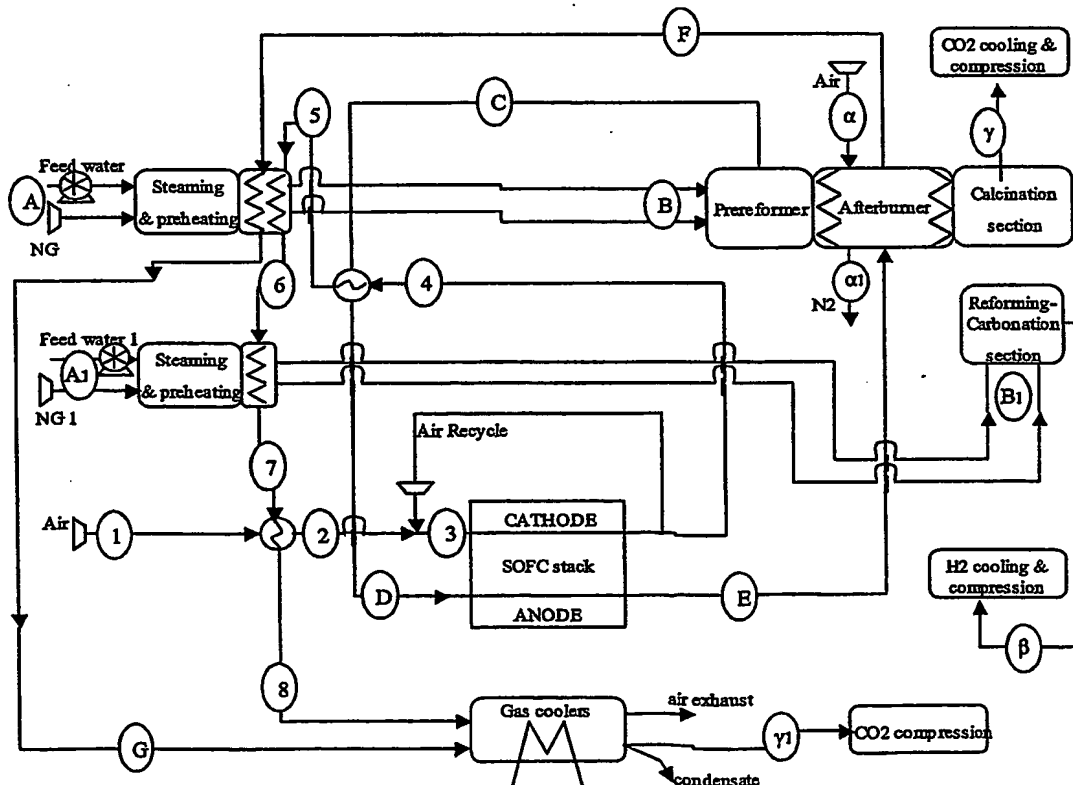 F
CO2 cooling &
compression
Air
C
5
α
γ
Feed water
A
Steaming
& preheating
NG
B
Prereformer
Afterburner
Calcination
section
6
4
α1
N2
Reforming-
Carbonation
section
Feed water 1
A1
Steaming
& preheating
NG 1
B1
Air Recycle
7
Air
1
2
3
CATHODE
SOFC stack
ANODE
D
E
H2 cooling &
compression
β
8
Gas coolers
air exhaust
γ1
CO2 compression
G
condensate